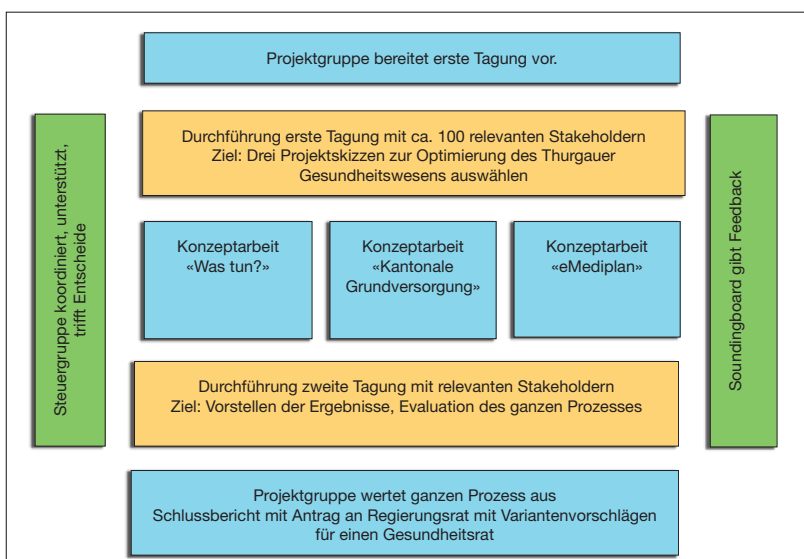 Projektgruppe bereitet erste Tagung vor.
Steuergruppe koordiniert, unterstützt,
trifft Entscheide
Durchführung erste Tagung mit ca. 100 relevanten Stakeholdern
Ziel: Drei Projektskizzen zur Optimierung des Thurgauer
Gesundheitswesens auswählen
Konzeptarbeit
«Was tun?»
Konzeptarbeit
«Kantonale
Grundversorgung»
Konzeptarbeit
«eMediplan»
Durchführung zweite Tagung mit relevanten Stakeholdern
Ziel: Vorstellen der Ergebnisse, Evaluation des ganzen Prozesses
Soundingboard gibt Feedback
Projektgruppe wertet ganzen Prozess aus
Schlussbericht mit Antrag an Regierungsrat mit Variantenvorschlägen
für einen Gesundheitsrat